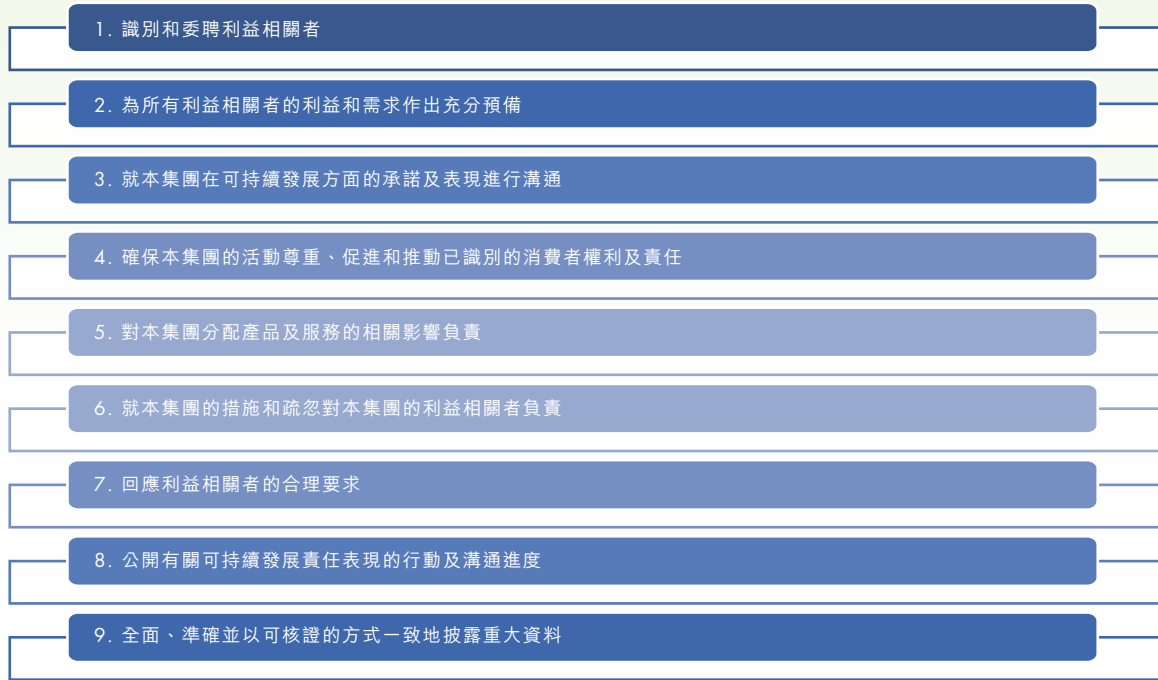 1. 識別和委聘利益相關者
2. 為所有利益相關者的利益和需求作出充分預備
3. 就本集團在可持續發展方面的承諾及表現進行溝通
4. 確保本集團的活動尊重、促進和推動已識別的消費者權利及責任
5. 對本集團分配產品及服務的相關影響負責
6. 就本集團的措施和疏忽對本集團的利益相關者負責
7. 回應利益相關者的合理要求
8. 公開有關可持續發展責任表現的行動及溝通進度
9. 全面、準確並以可核證的方式一致地披露重大資料